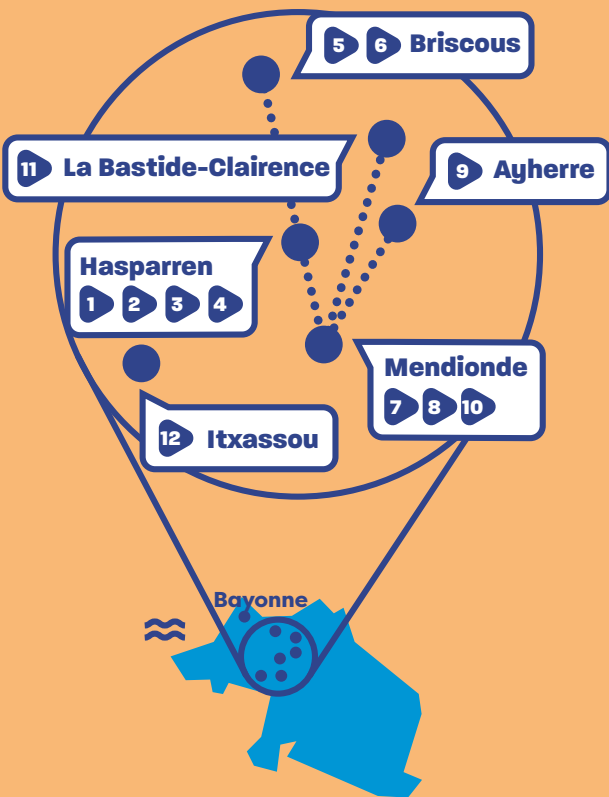 5 6 Briscous
11 La Bastide-Clairence
9 Ayherre
Hasparren
1 2 3 4
Mendionde
7 8 10
12 Itxassou
Bayonne